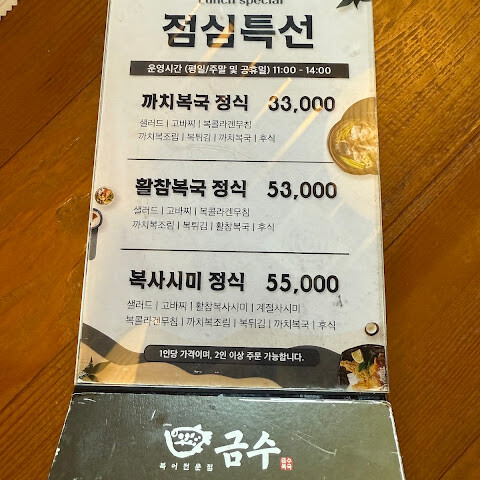 Lunch special
점심특선
운영시간 (평일/주말 및 공휴일) 11:00 - 14:00
까치복국 정식 33,000
샐러드 | 고바찌 | 복콜라겐무침
까치복조림 | 복튀김 | 까치복국 | 후식
활참복국 정식 53,000
샐러드 | 고바찌 | 복콜라겐무침
까치복조림 | 복튀김 | 활참복국 | 후식
복사시미 정식 55,000
샐러드 | 고바찌 | 활참복사시미 | 계절사시미
복콜라겐무침 | 까치복조림 | 복튀김 | 까치복국 | 후식
1인당 가격이며, 2인 이상 주문 가능합니다.
복어전문점 금수
금수복국